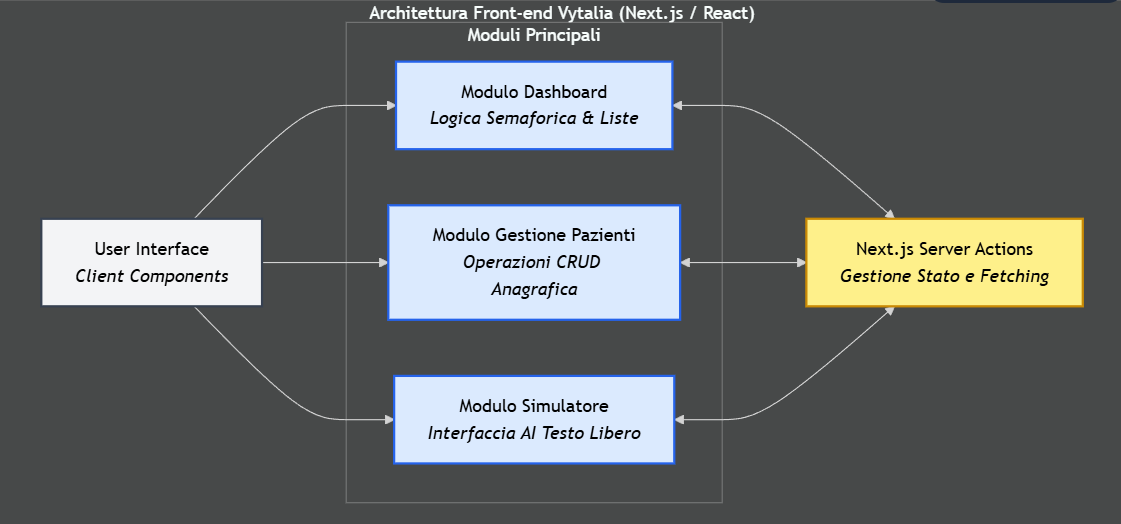 Architettura Front-end Vytalia (Next.js / React)
Moduli Principali
Modulo Dashboard
Logica Semaforica & Liste
User Interface
Client Components
Modulo Gestione Pazienti
Operazioni CRUD
Anagrafica
Next.js Server Actions
Gestione Stato e Fetching
Modulo Simulatore
Interfaccia AI Testo Libero